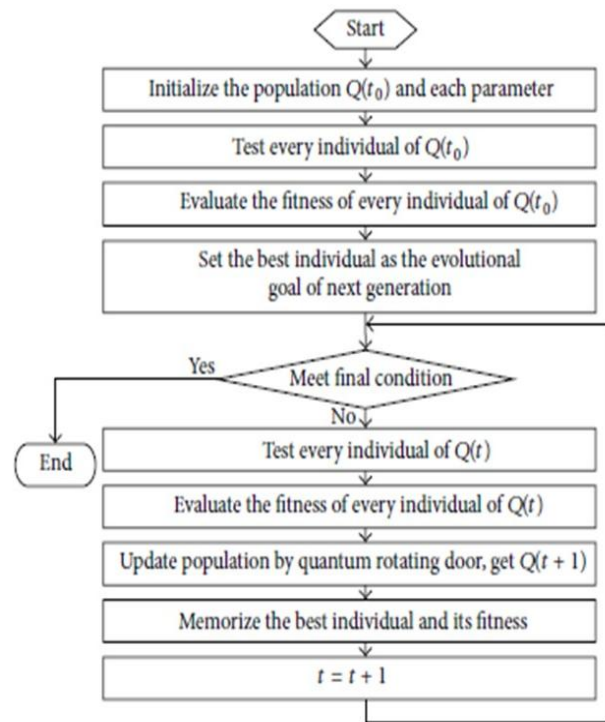 Start
Initialize the population Q(t₀) and each parameter
Test every individual of Q(t₀)
Evaluate the fitness of every individual of Q(t₀)
Set the best individual as the evolutional
goal of next generation
Yes
Meet final condition
No
End
Test every individual of Q(t)
Evaluate the fitness of every individual of Q(t)
Update population by quantum rotating door, get Q(t + 1)
Memorize the best individual and its fitness
t = t + 1